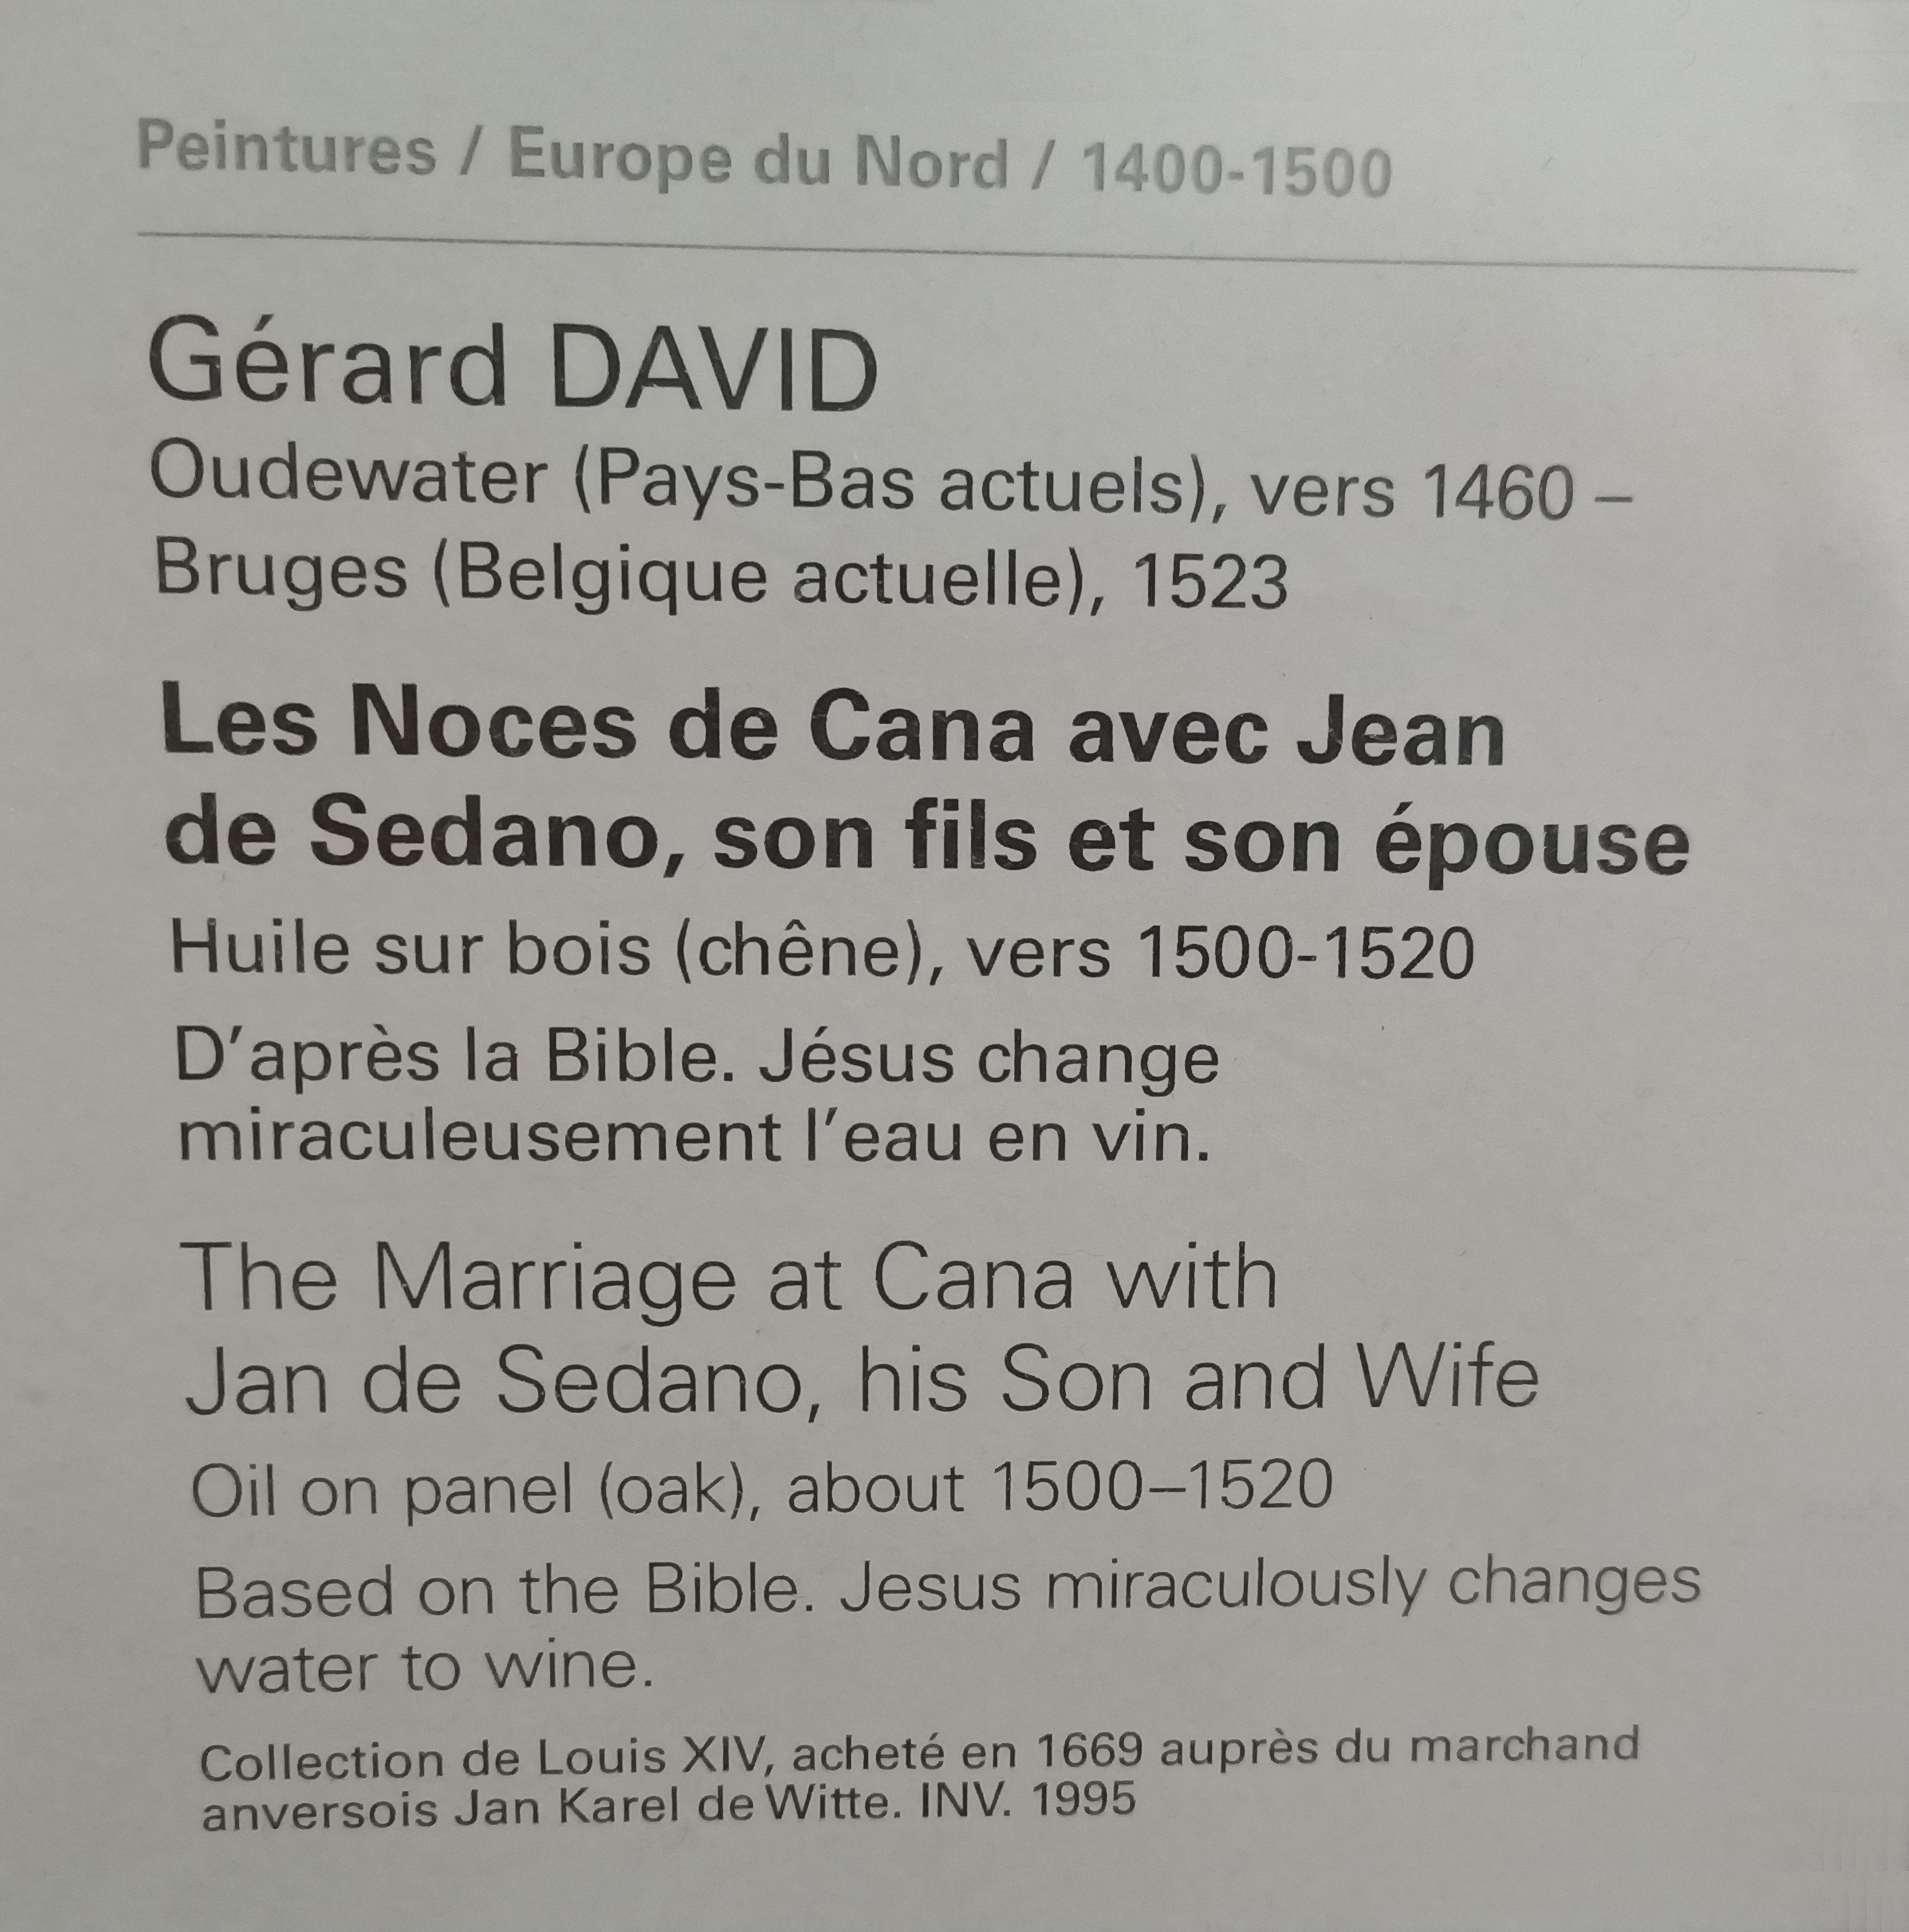 Peintures / Europe du Nord / 1400-1500
Gérard DAVID
Oudewater (Pays-Bas actuels), vers 1460 –
Bruges (Belgique actuelle), 1523
Les Noces de Cana avec Jean
de Sedano, son fils et son épouse
Huile sur bois (chêne), vers 1500-1520
D’après la Bible. Jésus change
miraculeusement l’eau en vin.
The Marriage at Cana with
Jan de Sedano, his Son and Wife
Oil on panel (oak), about 1500–1520
Based on the Bible. Jesus miraculously changes
water to wine.
Collection de Louis XIV, acheté en 1669 auprès du marchand
anversois Jan Karel de Witte. INV. 1995